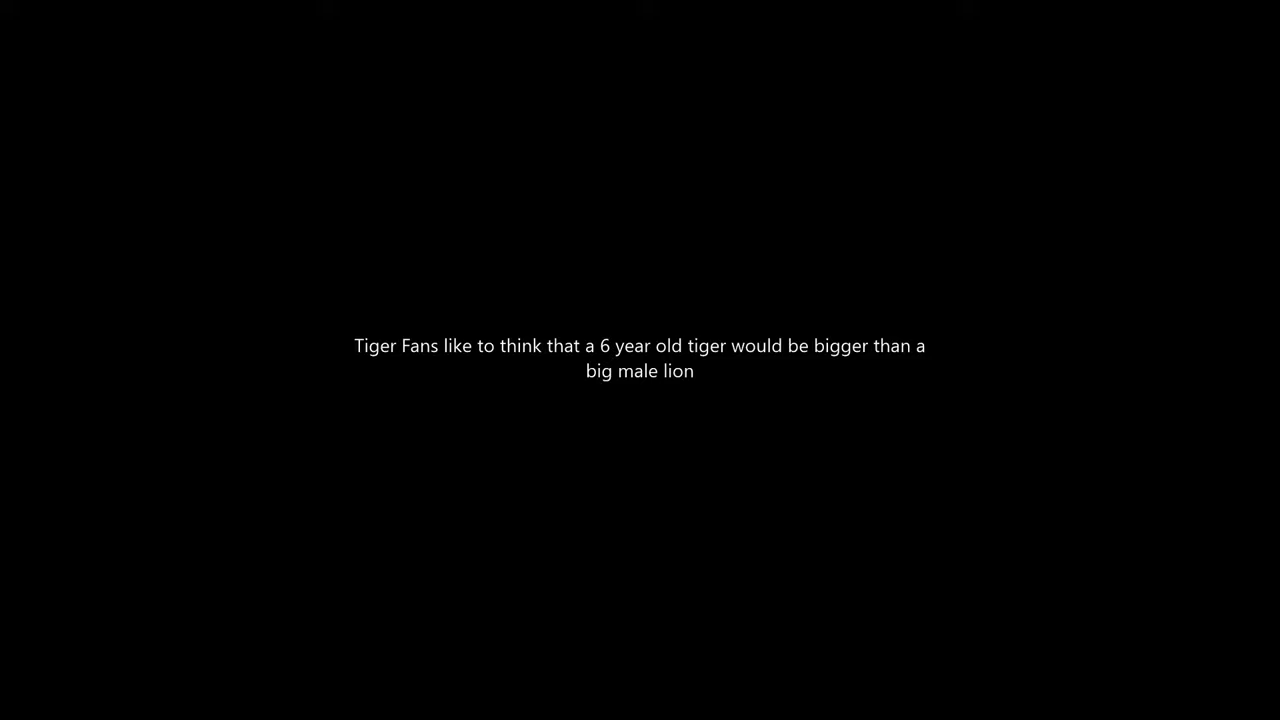 Tiger Fans like to think that a 6 year old tiger would be bigger than a
big male lion